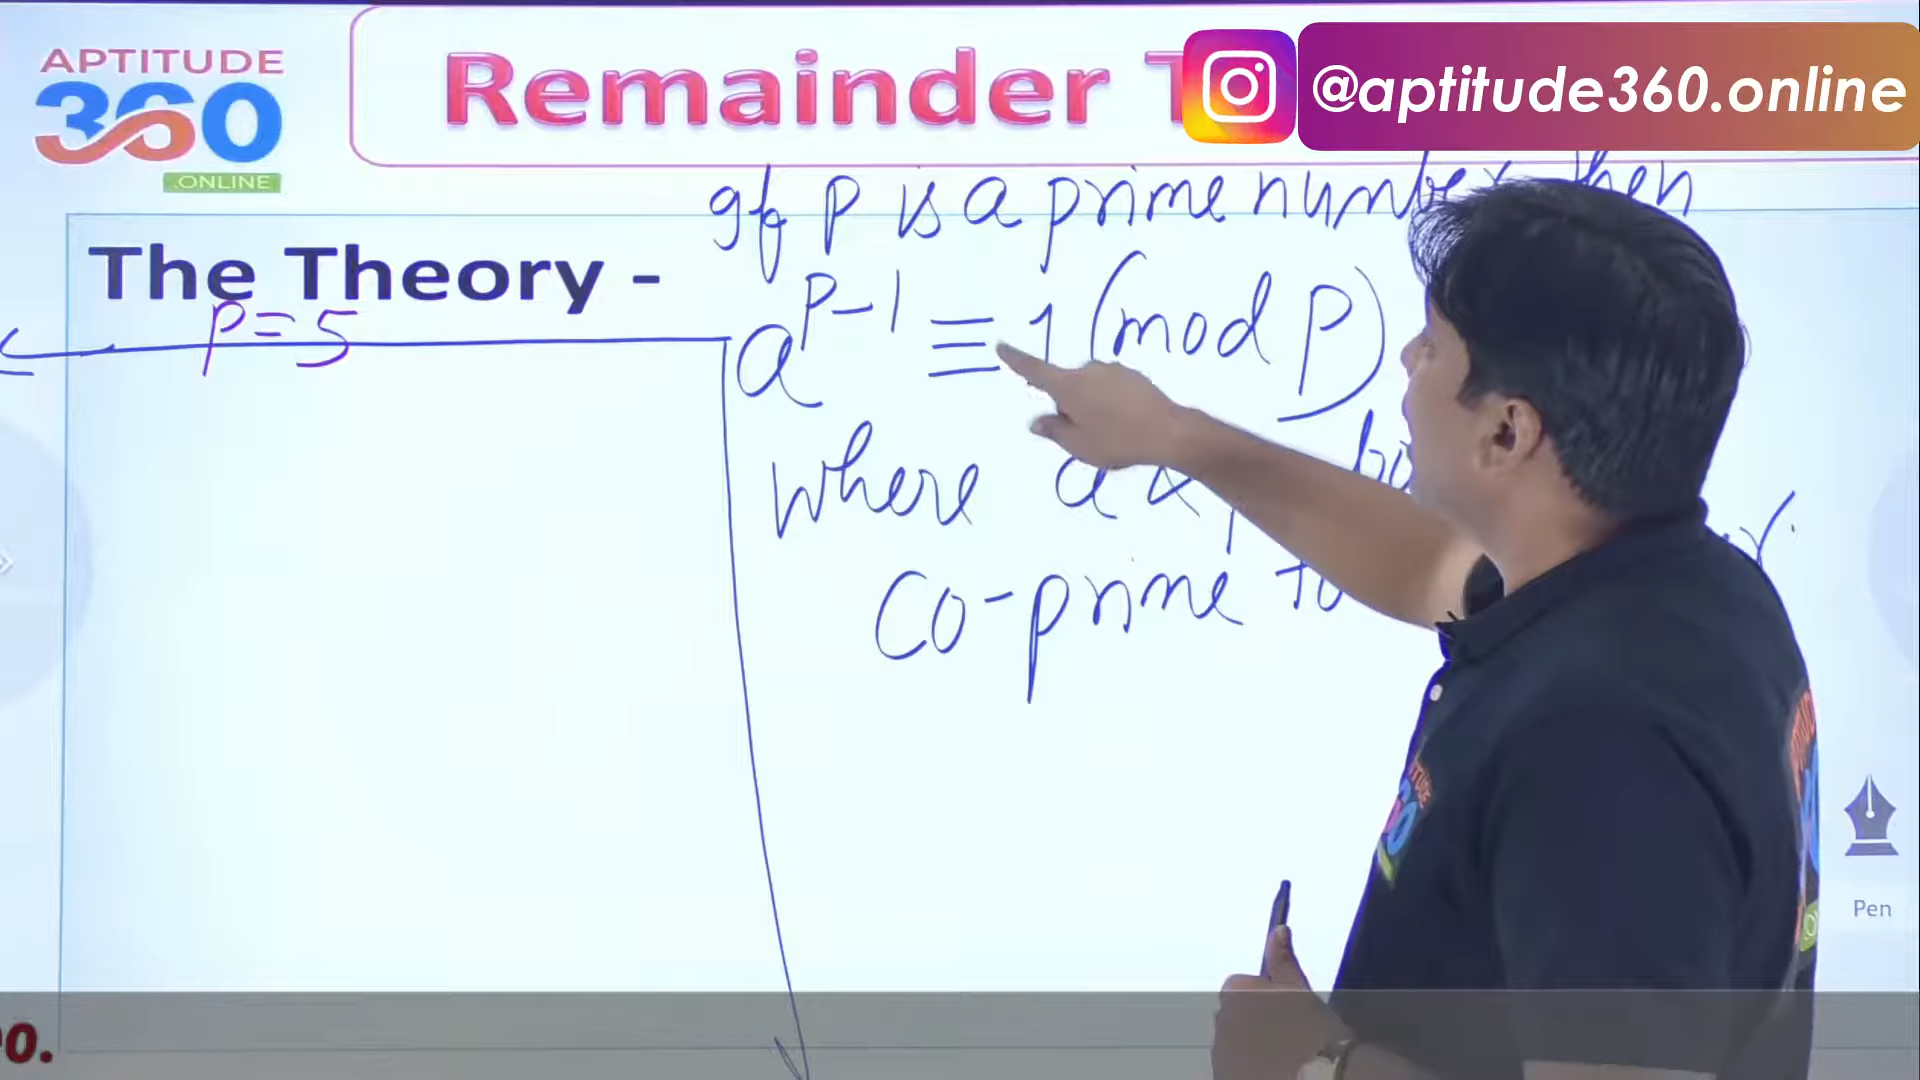 APTITUDE
360
.ONLINE
Remainder T
@aptitude360.online
If P is a prime number then
The Theory -
P=5
a^P-1 ≡ 1 (mod P)
where a &
co-prime to
Pen
o.